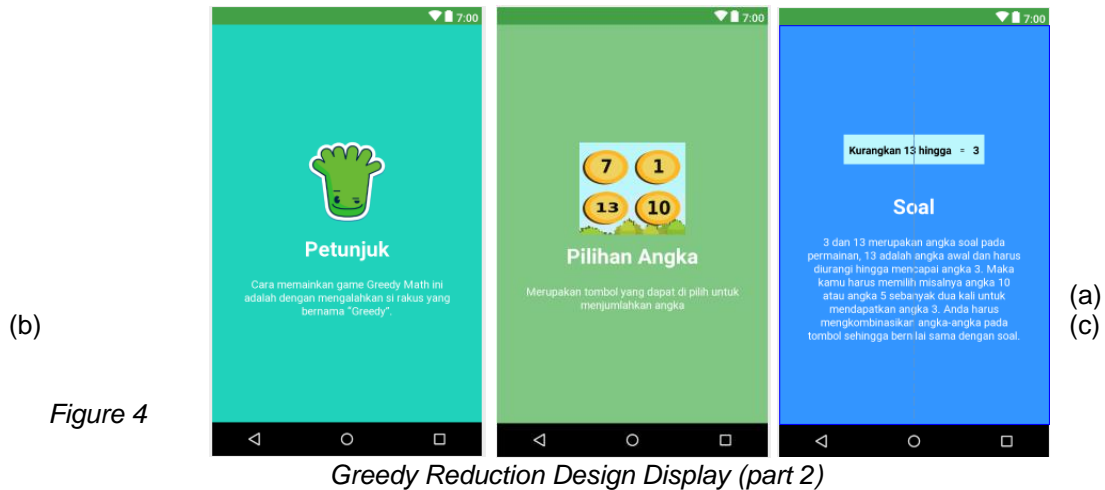 7:00
Petunjuk
Cara memainkan game Greedy Math ini
adalah dengan mengalahkan si rakus yang
bernama "Greedy".
7:00
7 1
13 10
Pilihan Angka
Merupakan tombol yang dapat di pilih untuk
menjumlahkan angka
7:00
Kurangkan 13 hingga = 3
Soal
3 dan 13 merupakan angka soal pada
permainan, 13 adalah angka awal dan harus
diurangi hingga mencapai angka 3. Maka
kamu harus memilih misalnya angka 10
atau angka 5 sebanyak dua kali untuk
mendapatkan angka 3. Anda harus
mengkombinasikan angka-angka pada
tombol sehingga bernilai sama dengan soal.
(a)
(b)
(c)
Figure 4
Greedy Reduction Design Display (part 2)